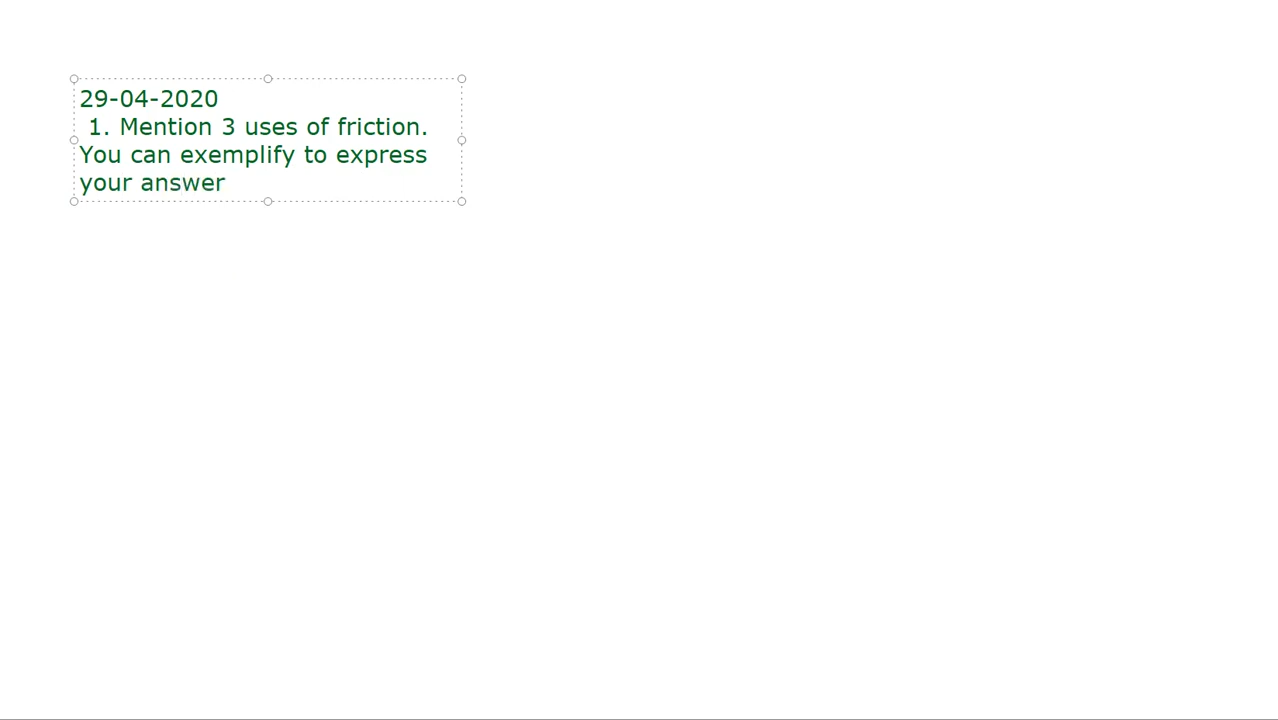 29-04-2020
1. Mention 3 uses of friction.
You can exemplify to express
your answer